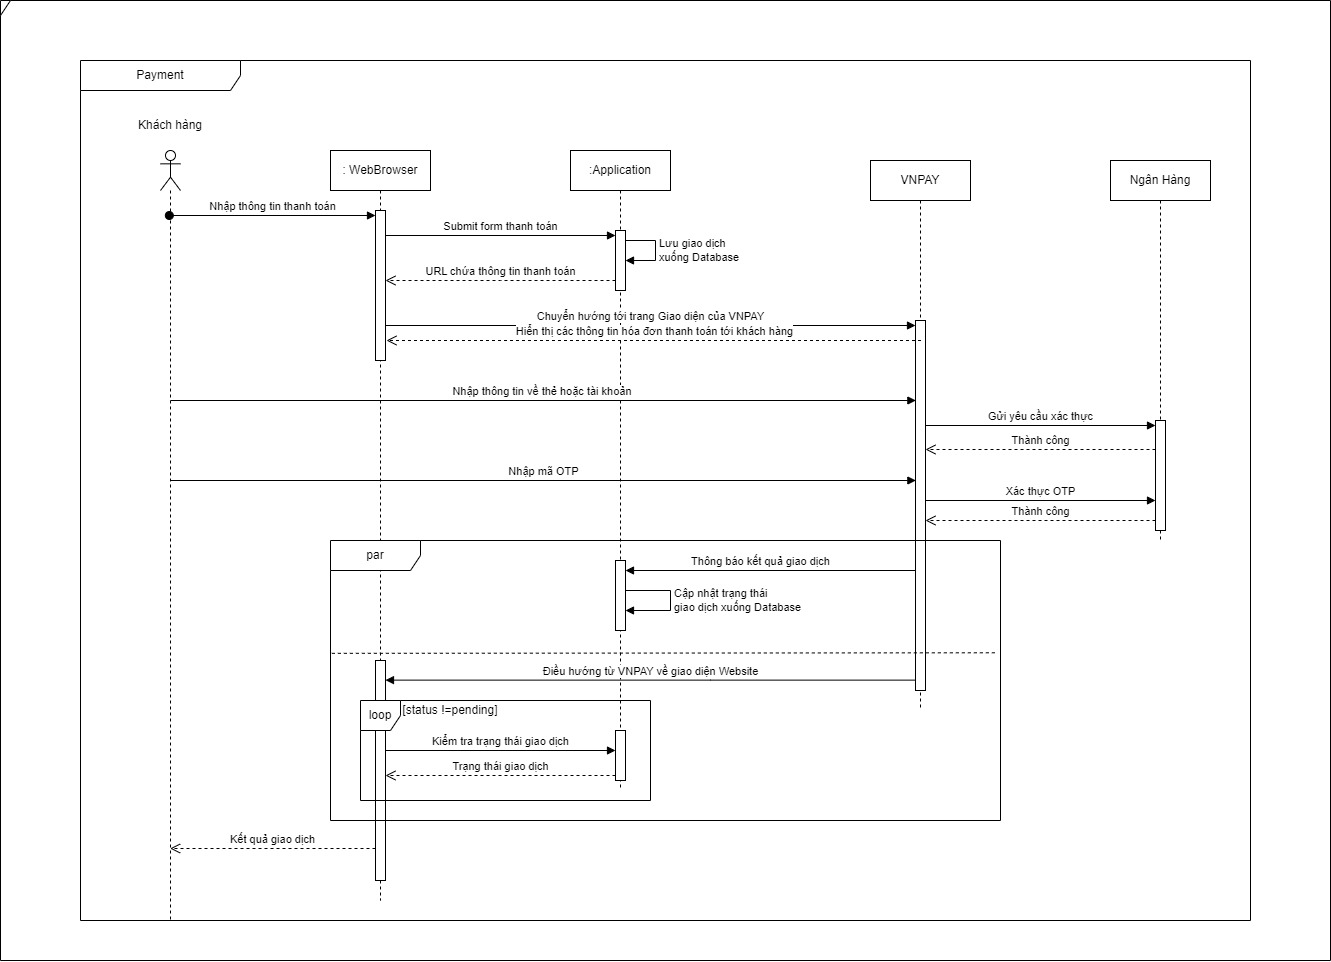 Payment
Khách hàng
: WebBrowser
:Application
VNPAY
Ngân Hàng
Nhập thông tin thanh toán
Submit form thanh toán
Lưu giao dịch
xuống Database
URL chứa thông tin thanh toán
Chuyển hướng tới trang Giao diện của VNPAY
Hiển thị các thông tin hóa đơn thanh toán tới khách hàng
Nhập thông tin về thẻ hoặc tài khoản
Gửi yêu cầu xác thực
Thành công
Nhập mã OTP
Xác thực OTP
Thành công
par
Thông báo kết quả giao dịch
Cập nhật trạng thái
giao dịch xuống Database
Điều hướng từ VNPAY về giao diện Website
loop
[status !=pending]
Kiểm tra trạng thái giao dịch
Trạng thái giao dịch
Kết quả giao dịch